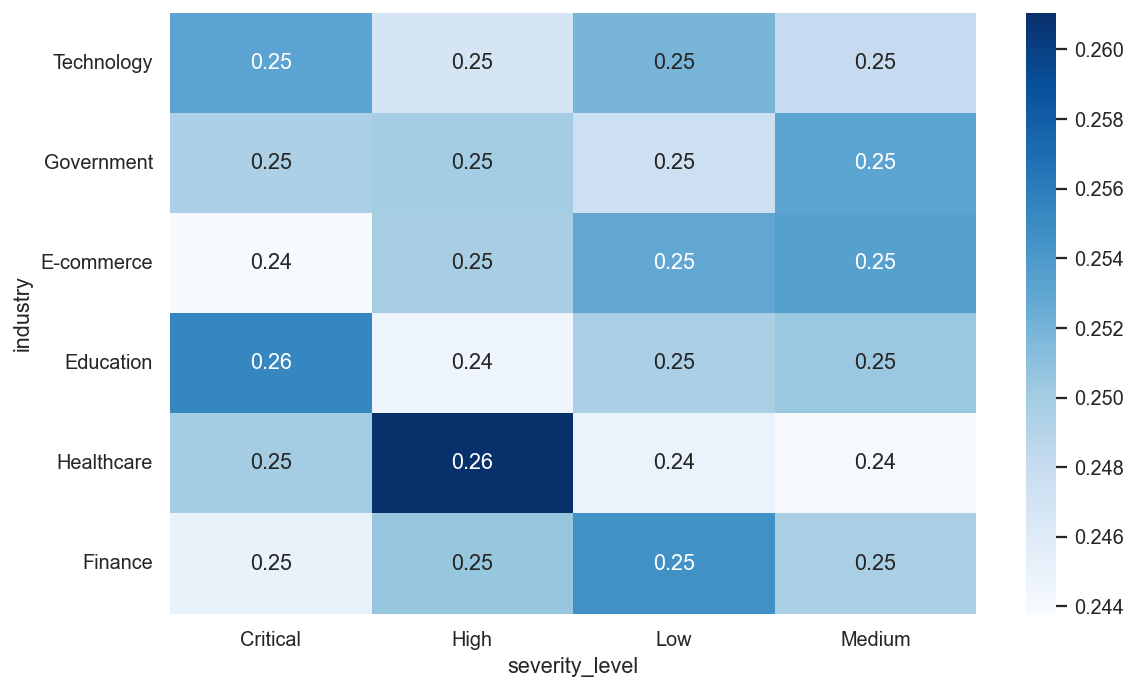 Technology 0.25 0.25 0.25 0.25
Government 0.25 0.25 0.25 0.25
E-commerce 0.24 0.25 0.25 0.25
Education 0.26 0.24 0.25 0.25
Healthcare 0.25 0.26 0.24 0.24
Finance 0.25 0.25 0.25 0.25
Critical High Low Medium
severity_level
industry
0.260
0.258
0.256
0.254
0.252
0.250
0.248
0.246
0.244